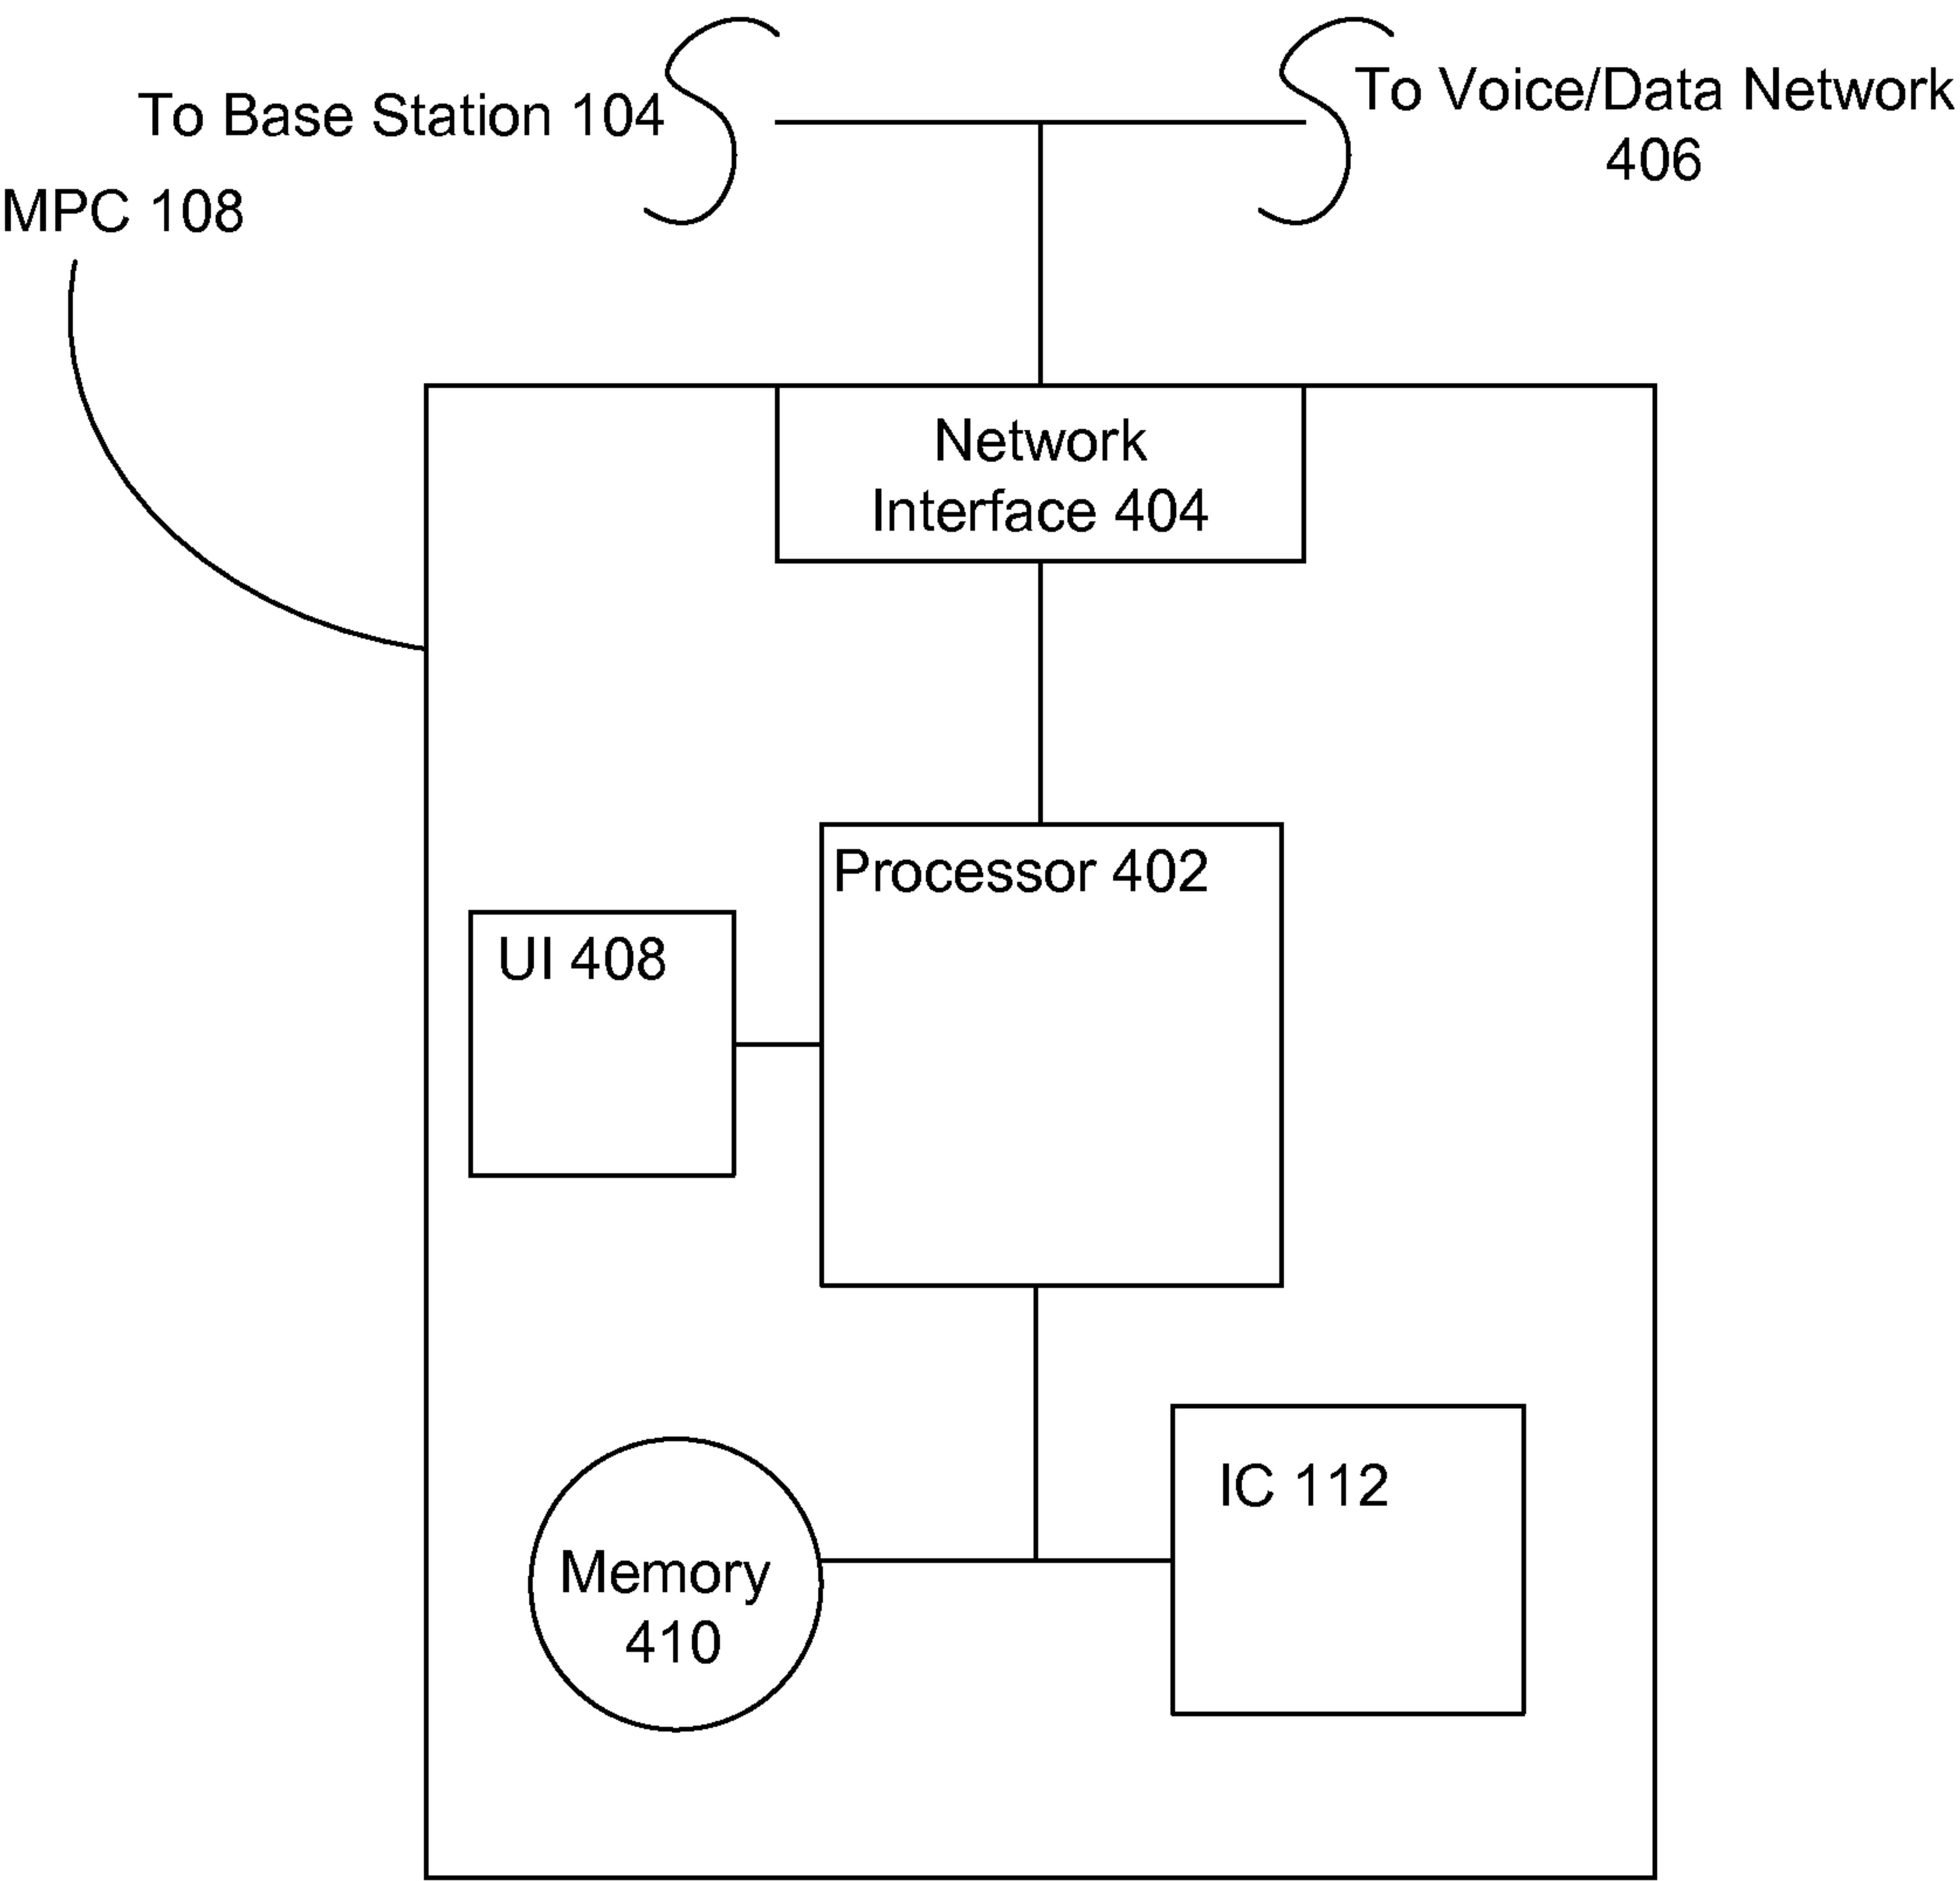 To Base Station 104
To Voice/Data Network
406
MPC 108
Network
Interface 404
Processor 402
UI 408
IC 112
Memory
410